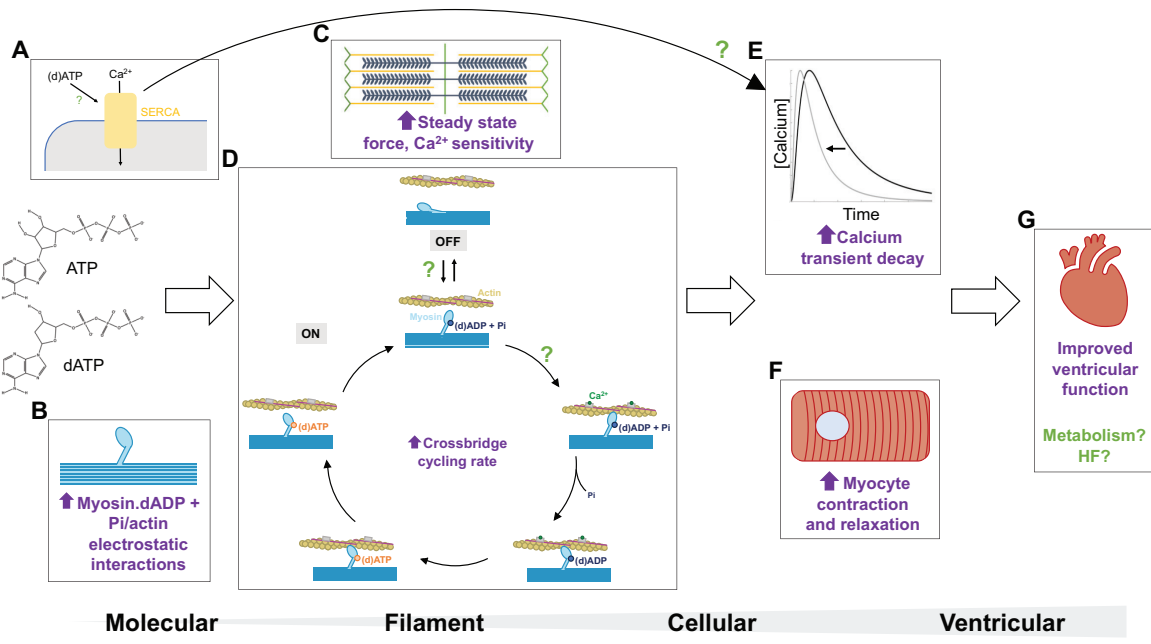 A
(d)ATP
Ca²⁺
?
SERCA
ATP
dATP
B
Myosin.dADP +
Pi/actin
electrostatic
interactions
C
Steady state
force, Ca²⁺ sensitivity
D
OFF
?
Actin
Myosin
(d)ADP + Pi
ON
?
Ca²⁺
(d)ADP + Pi
(d)ATP
Crossbridge
cycling rate
Pi
(d)ATP
(d)ADP
?
E
[Calcium]
Time
Calcium
transient decay
F
Myocyte
contraction
and relaxation
G
Improved
ventricular
function
Metabolism?
HF?
Molecular
Filament
Cellular
Ventricular